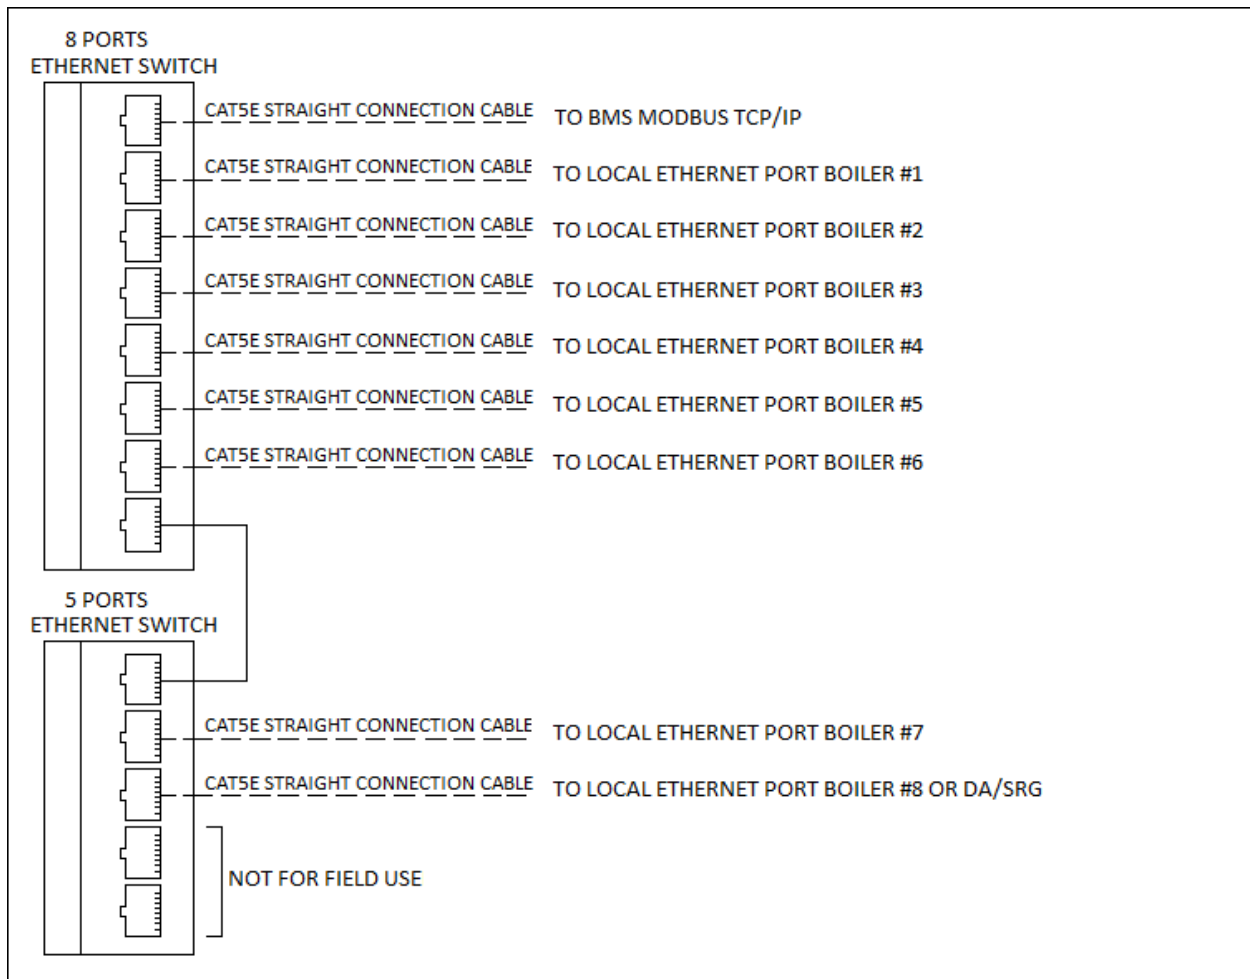 8 PORTS
ETHERNET SWITCH
CAT5E STRAIGHT CONNECTION CABLE TO BMS MODBUS TCP/IP
CAT5E STRAIGHT CONNECTION CABLE TO LOCAL ETHERNET PORT BOILER #1
CAT5E STRAIGHT CONNECTION CABLE TO LOCAL ETHERNET PORT BOILER #2
CAT5E STRAIGHT CONNECTION CABLE TO LOCAL ETHERNET PORT BOILER #3
CAT5E STRAIGHT CONNECTION CABLE TO LOCAL ETHERNET PORT BOILER #4
CAT5E STRAIGHT CONNECTION CABLE TO LOCAL ETHERNET PORT BOILER #5
CAT5E STRAIGHT CONNECTION CABLE TO LOCAL ETHERNET PORT BOILER #6
5 PORTS
ETHERNET SWITCH
CAT5E STRAIGHT CONNECTION CABLE TO LOCAL ETHERNET PORT BOILER #7
CAT5E STRAIGHT CONNECTION CABLE TO LOCAL ETHERNET PORT BOILER #8 OR DA/SRG
NOT FOR FIELD USE